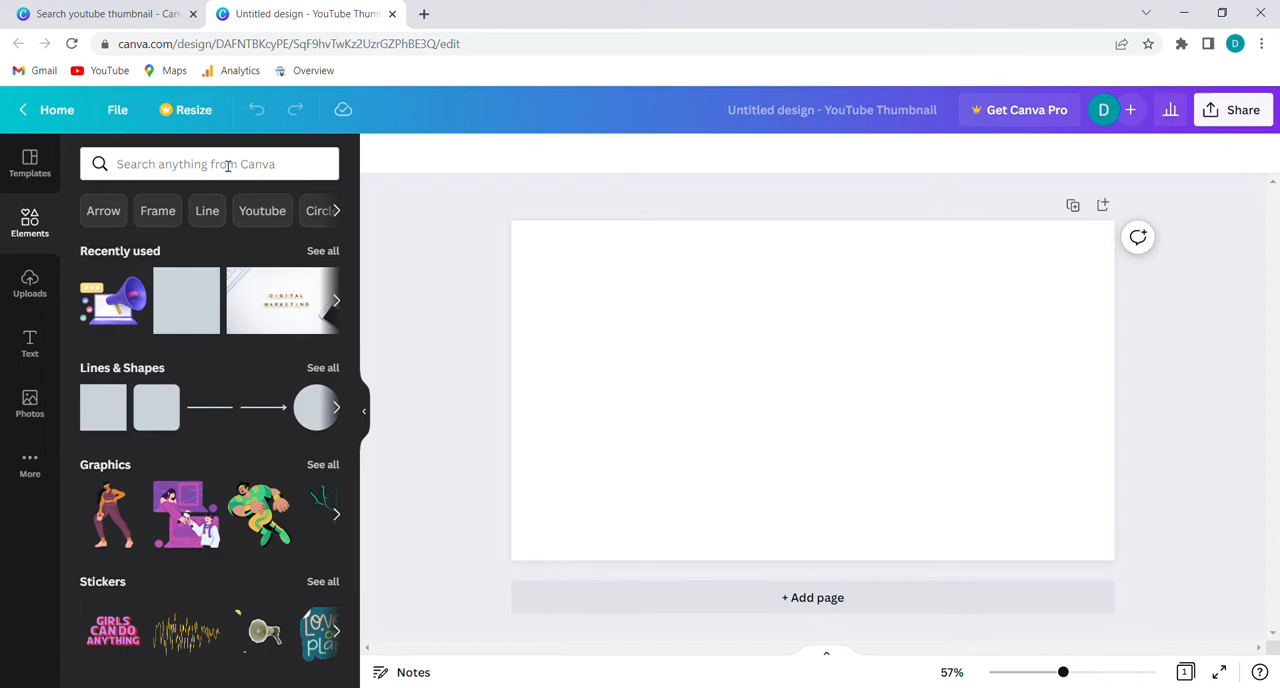 Search youtube thumbnail - Can
Untitled design - YouTube Thum
canva.com/design/DAFNTBKcyPE/SqF9hvTwKz2UzrGZPhBE3Q/edit
D
Gmail
YouTube
Maps
Analytics
Overview
Home
File
Resize
Untitled design - YouTube Thumbnail
Get Canva Pro
D
Share
Templates
Elements
Uploads
Text
Photos
More
Search anything from Canva
Arrow
Frame
Line
Youtube
Circl
Recently used
See all
DIGITAL
MARKETING
Lines & Shapes
See all
Graphics
See all
Stickers
See all
GIRLS
CAN DO
ANYTHING
+ Add page
Notes
57%
1